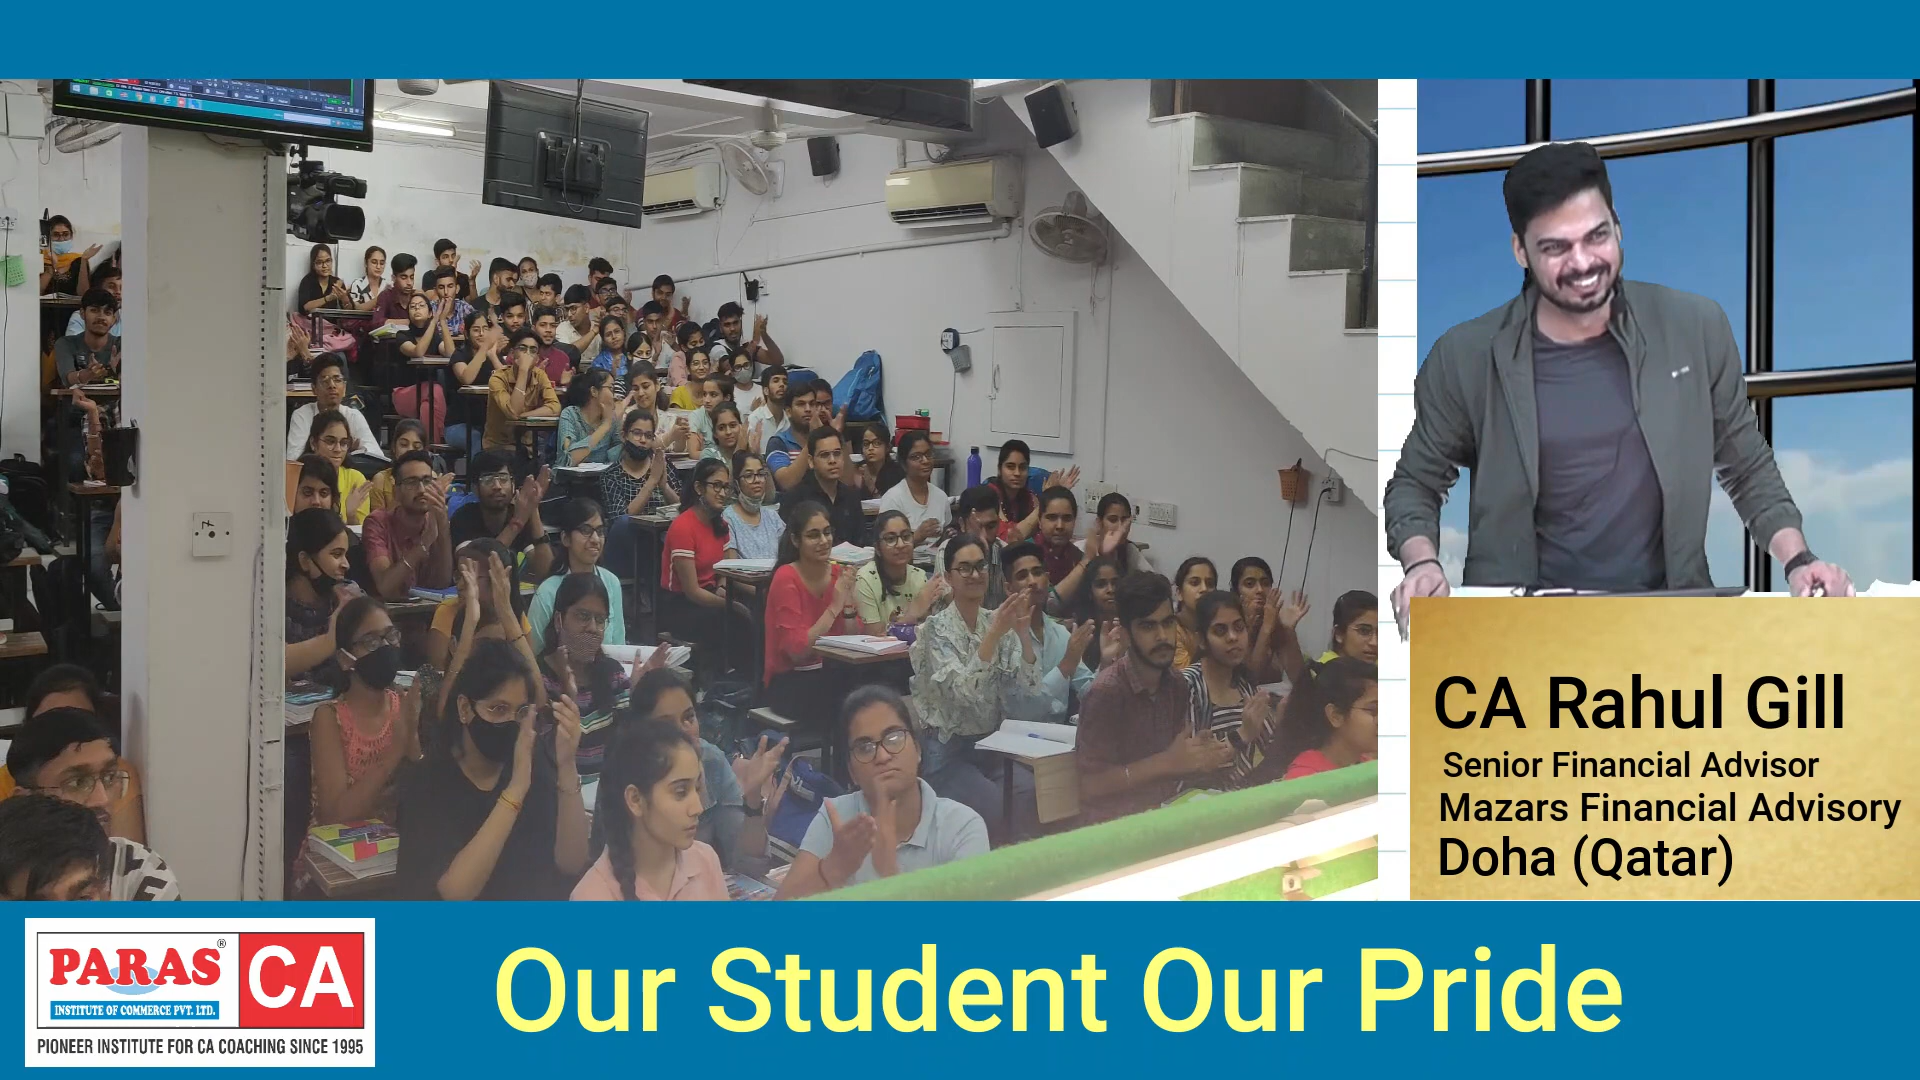 CA Rahul Gill
Senior Financial Advisor
Mazars Financial Advisory
Doha (Qatar)
PARAS®
INSTITUTE OF COMMERCE PVT. LTD.
CA
PIONEER INSTITUTE FOR CA COACHING SINCE 1995
Our Student Our Pride